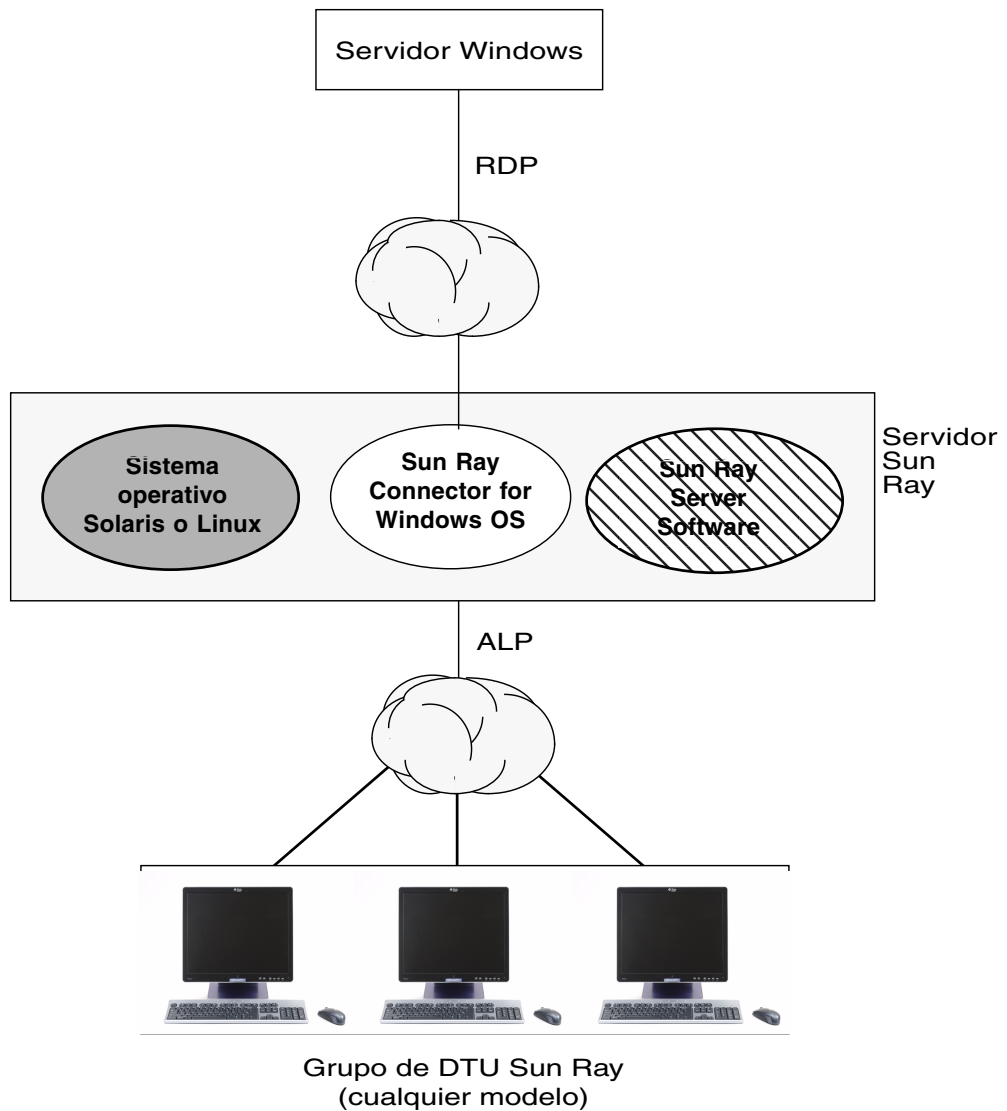 Servidor Windows
RDP
Sistema
operativo
Solaris o Linux
Sun Ray
Connector for
Windows OS
Sun Ray
Server
Software
Servidor
Sun
Ray
ALP
Grupo de DTU Sun Ray
(cualquier modelo)